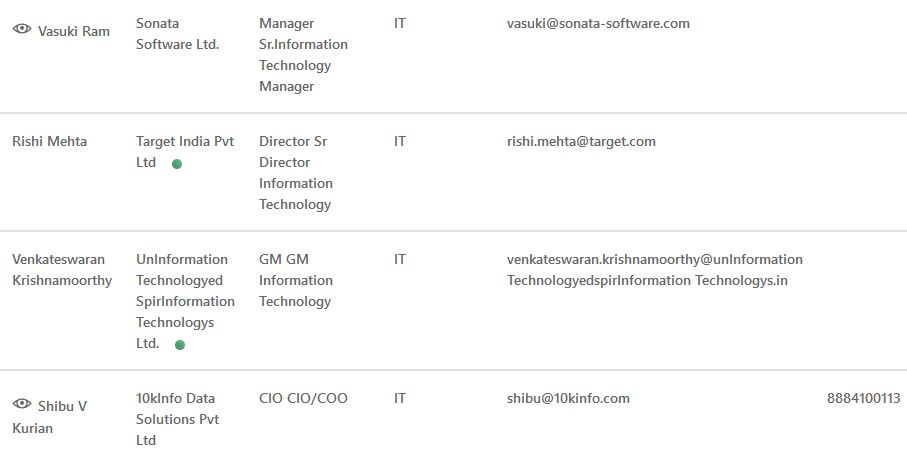 Vasuki Ram
Sonata
Software Ltd.
Manager
Sr.Information
Technology
Manager
IT
vasuki@sonata-software.com
Rishi Mehta
Target India Pvt
Ltd
Director Sr
Director
Information
Technology
IT
rishi.mehta@target.com
Venkateswaran
Krishnamoorthy
UnInformation
Technologyed
SpirInformation
Technologys
Ltd.
GM GM
Information
Technology
IT
venkateswaran.krishnamoorthy@unInformation
TechnologyedspirInformation Technologys.in
Shibu V
Kurian
10kInfo Data
Solutions Pvt
Ltd
CIO CIO/COO
IT
shibu@10kinfo.com
8884100113